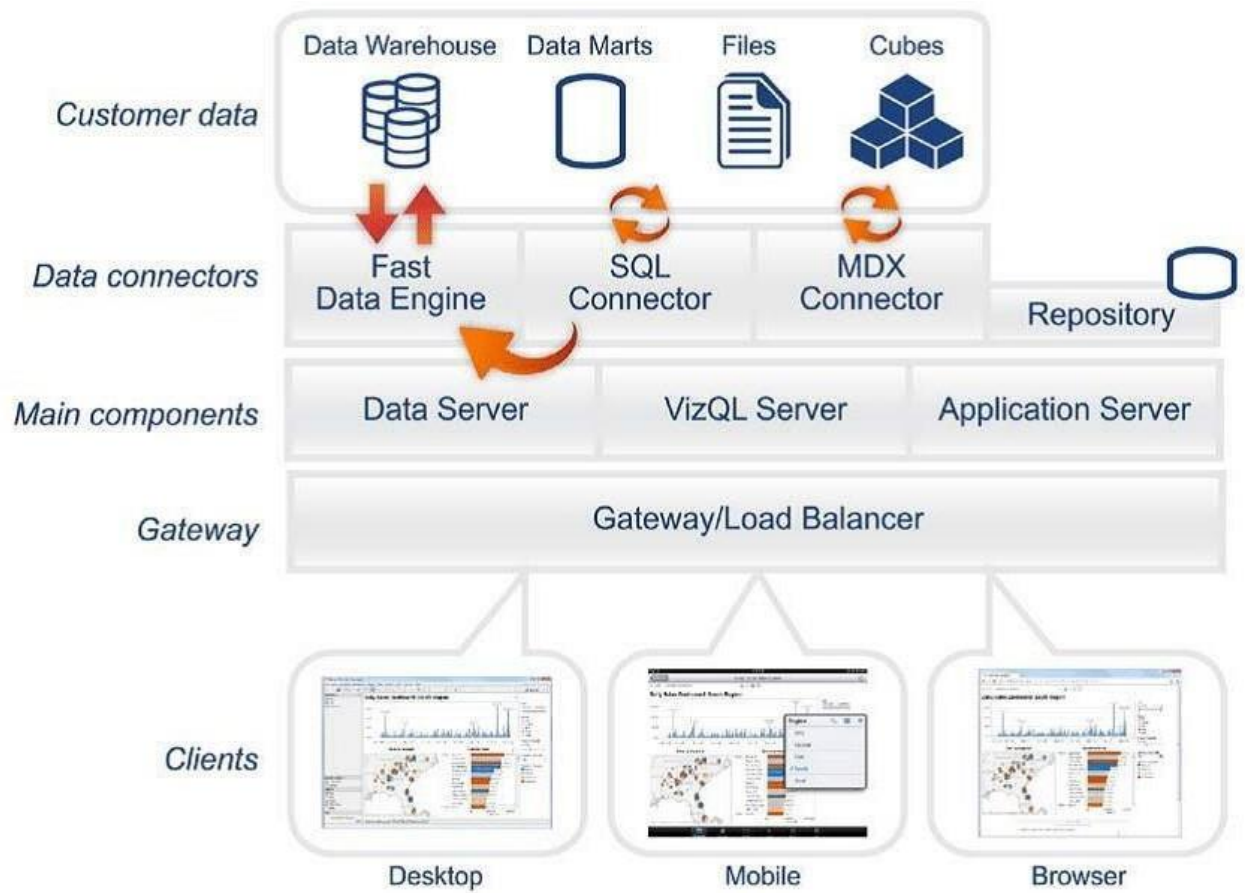 Data Warehouse
Data Marts
Files
Cubes
Customer data
Data connectors
Fast
Data Engine
SQL
Connector
MDX
Connector
Repository
Main components
Data Server
VizQL Server
Application Server
Gateway
Gateway/Load Balancer
Clients
Desktop
Mobile
Browser